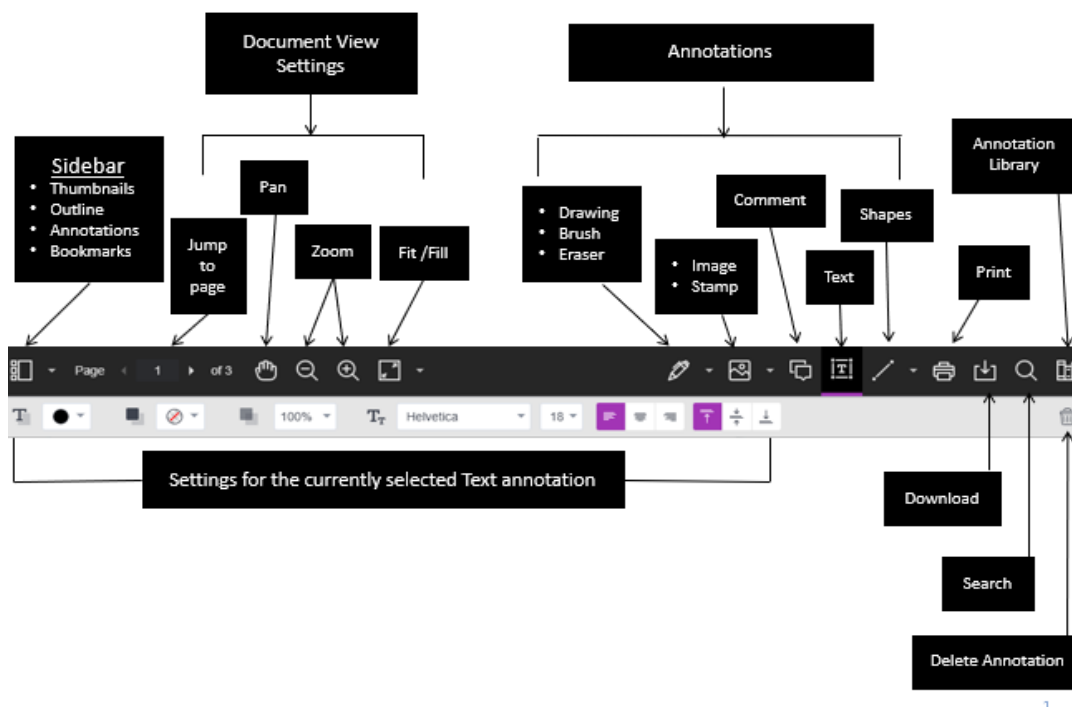 Document View
Settings
Annotations
Sidebar
• Thumbnails
• Outline
• Annotations
• Bookmarks
Jump
to
page
Pan
Zoom
Fit /Fill
• Drawing
• Brush
• Eraser
• Image
• Stamp
Comment
Text
Shapes
Print
Annotation
Library
Page 1 of 3
T
100% Tт Helvetica 18
Settings for the currently selected Text annotation
Download
Search
Delete Annotation
1